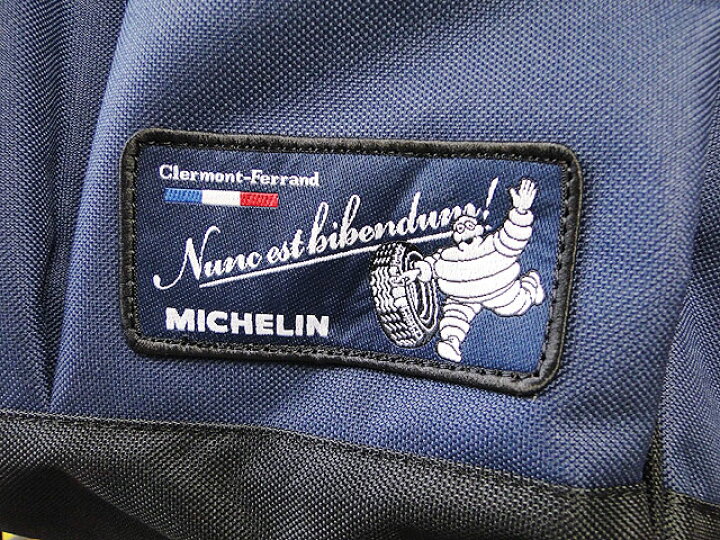 Clermont-Ferrand
Nunc est bibendum!
MICHELIN